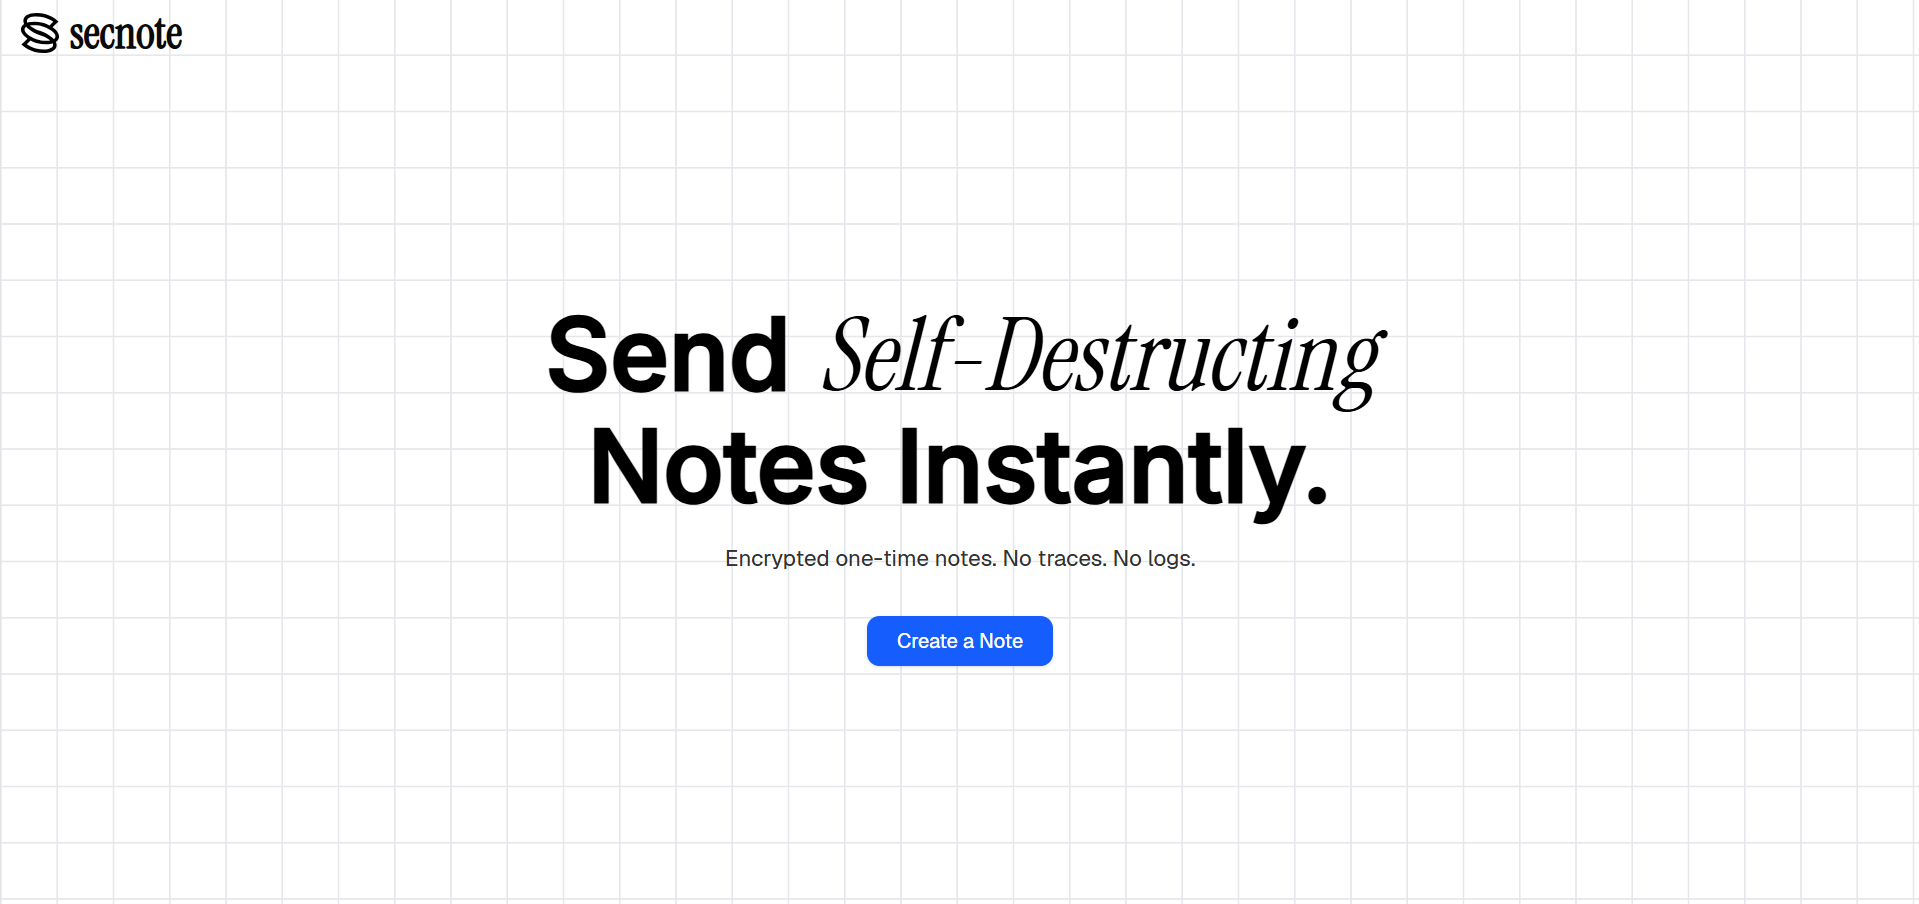 secnote
Send Self-Destructing
Notes Instantly.
Encrypted one-time notes. No traces. No logs.
Create a Note